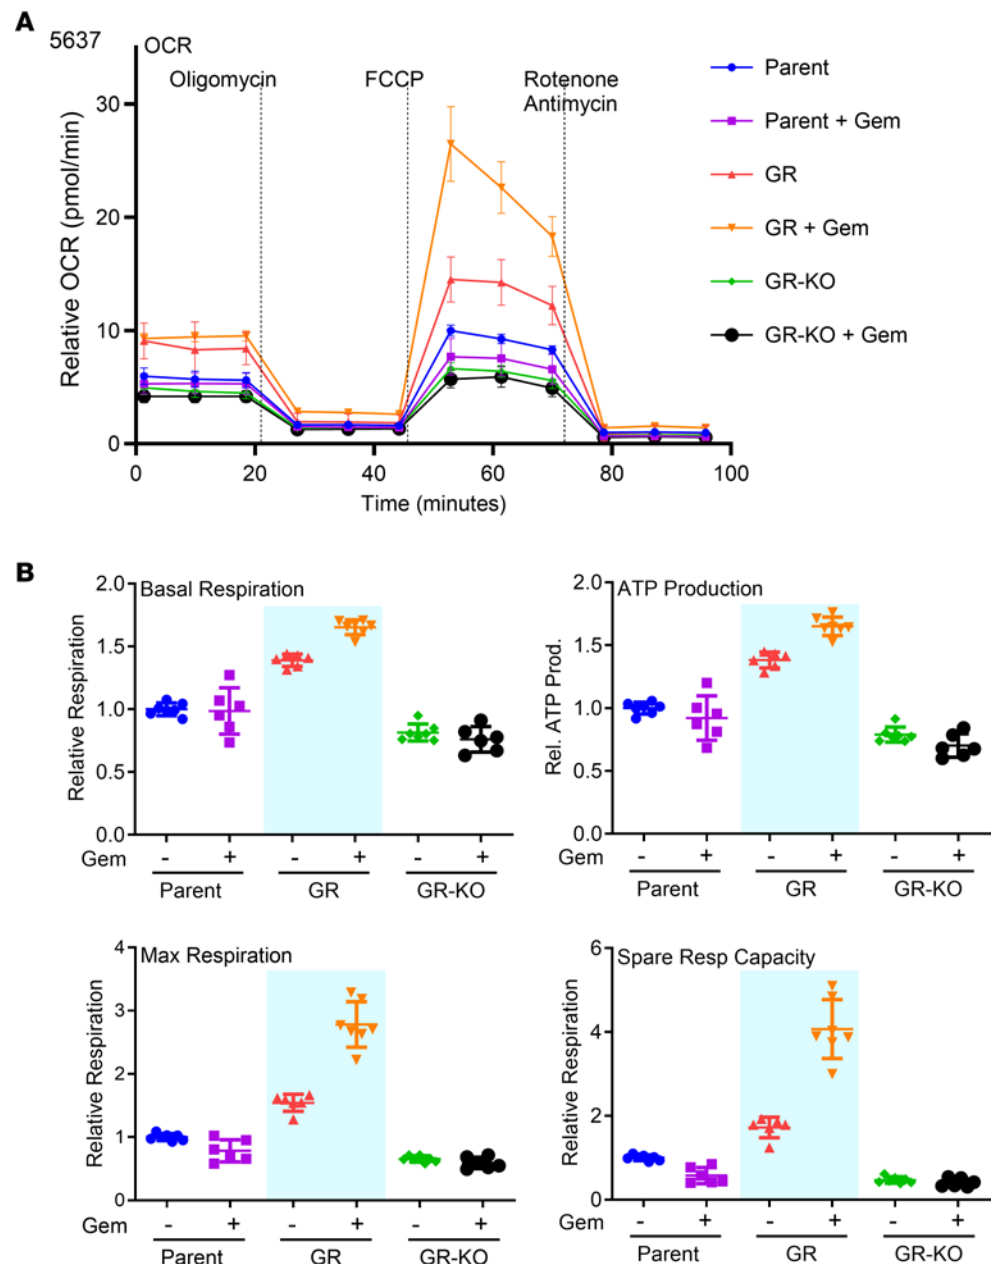 A
5637
OCR
Oligomycin
FCCP
Rotenone
Antimycin
Relative OCR (pmol/min)
30
20
10
0
0 20 40 60 80 100
Time (minutes)
Parent
Parent + Gem
GR
GR + Gem
GR-KO
GR-KO + Gem
B
Basal Respiration
Relative Respiration
2.0
1.5
1.0
0.5
0.0
Gem - + - + - +
Parent GR GR-KO
ATP Production
Rel. ATP Prod.
2.0
1.5
1.0
0.5
0.0
Gem - + - + - +
Parent GR GR-KO
Max Respiration
Relative Respiration
4
3
2
1
0
Gem - + - + - +
Parent GR GR-KO
Spare Resp Capacity
Relative Respiration
6
4
2
0
Gem - + - + - +
Parent GR GR-KO